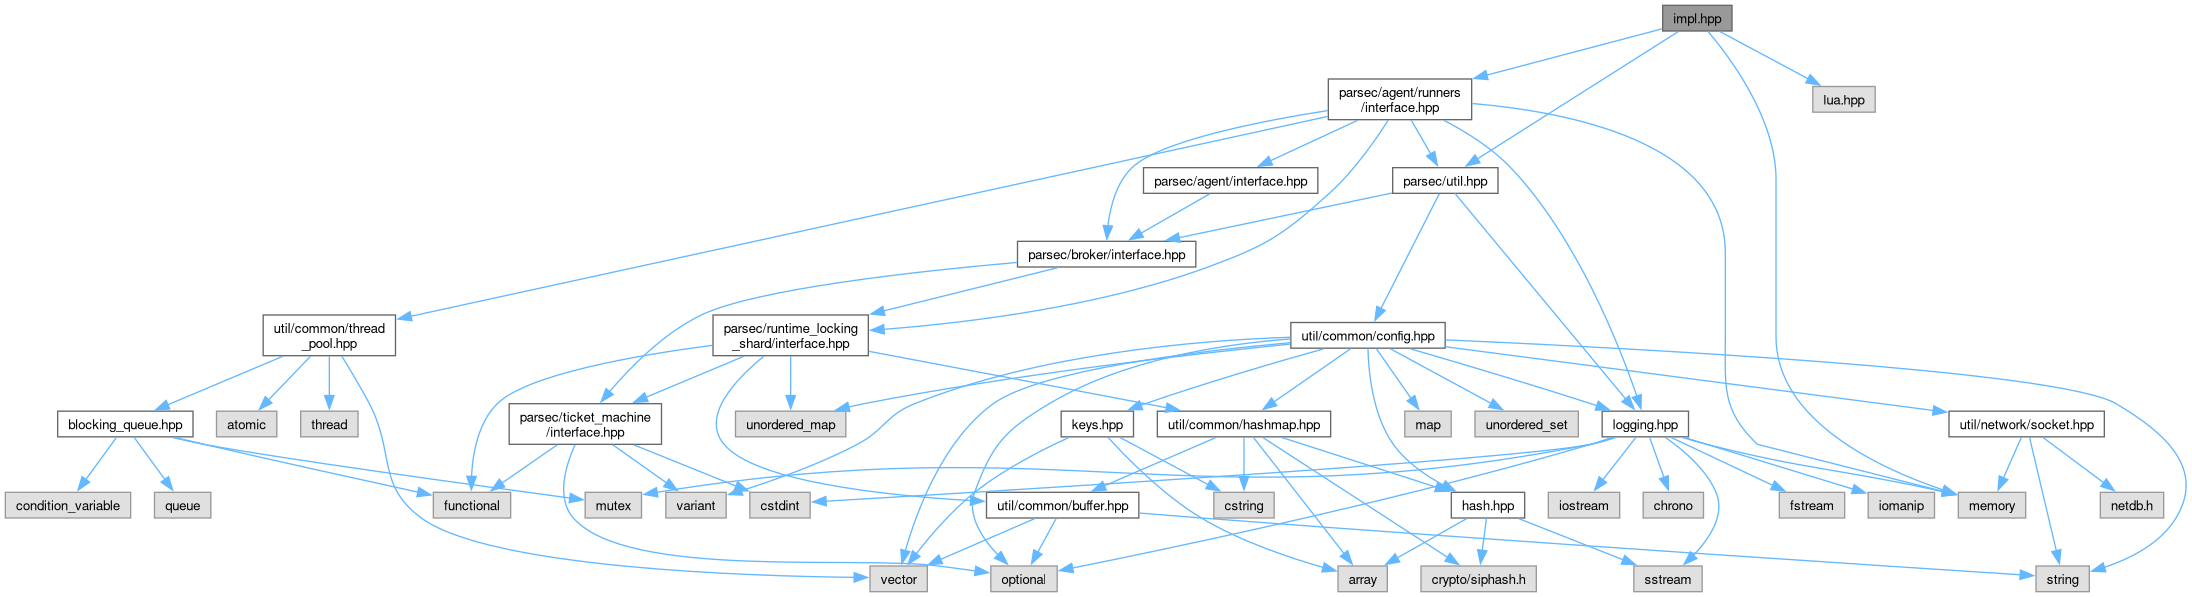 impl.hpp
parsec/agent/runners
/interface.hpp
lua.hpp
parsec/agent/interface.hpp
parsec/util.hpp
parsec/broker/interface.hpp
util/common/thread
_pool.hpp
parsec/runtime_locking
_shard/interface.hpp
util/common/config.hpp
blocking_queue.hpp
atomic
thread
parsec/ticket_machine
/interface.hpp
unordered_map
keys.hpp
util/common/hashmap.hpp
map
unordered_set
logging.hpp
util/network/socket.hpp
condition_variable
queue
functional
mutex
variant
cstdint
util/common/buffer.hpp
cstring
hash.hpp
iostream
chrono
fstream
iomanip
memory
netdb.h
vector
optional
array
crypto/siphash.h
sstream
string